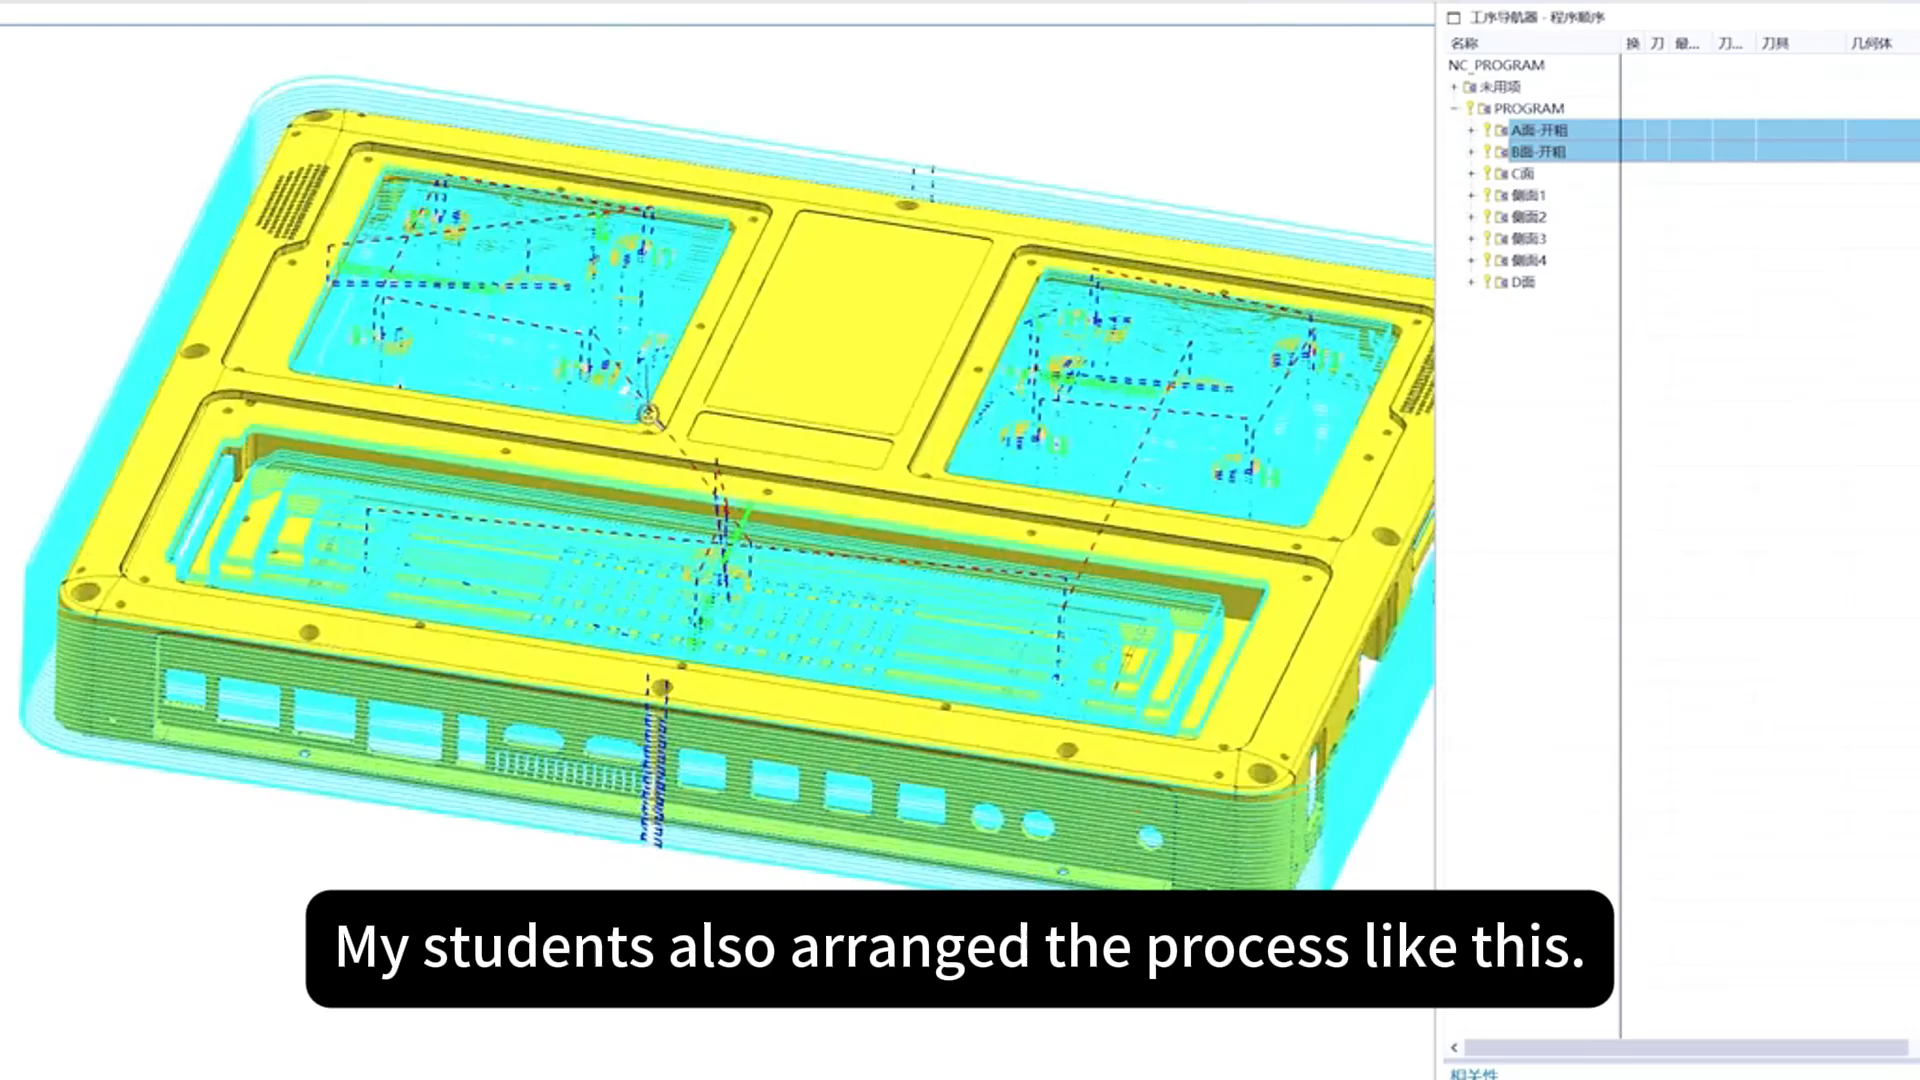 工序导航器 - 程序顺序
名称 换 刀 最... 刀... 刀具 几何体
NC_PROGRAM
未用项
PROGRAM
A面-开粗
B面-开粗
C面
侧面1
侧面2
侧面3
侧面4
D面
My students also arranged the process like this.
相关性